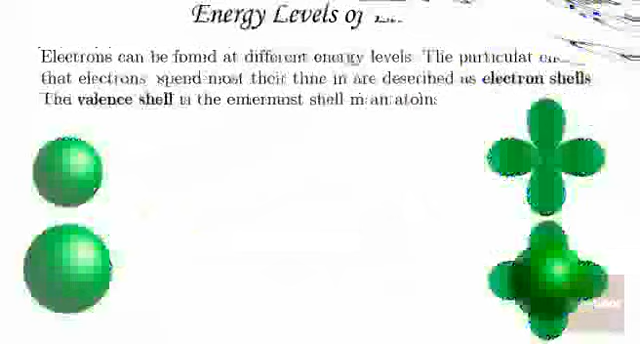 Energy Levels of
Electrons can be found at different energy levels The particular
that electrons spend most their time in are described as electron shells
The valence shell is the outermost shell in an atom